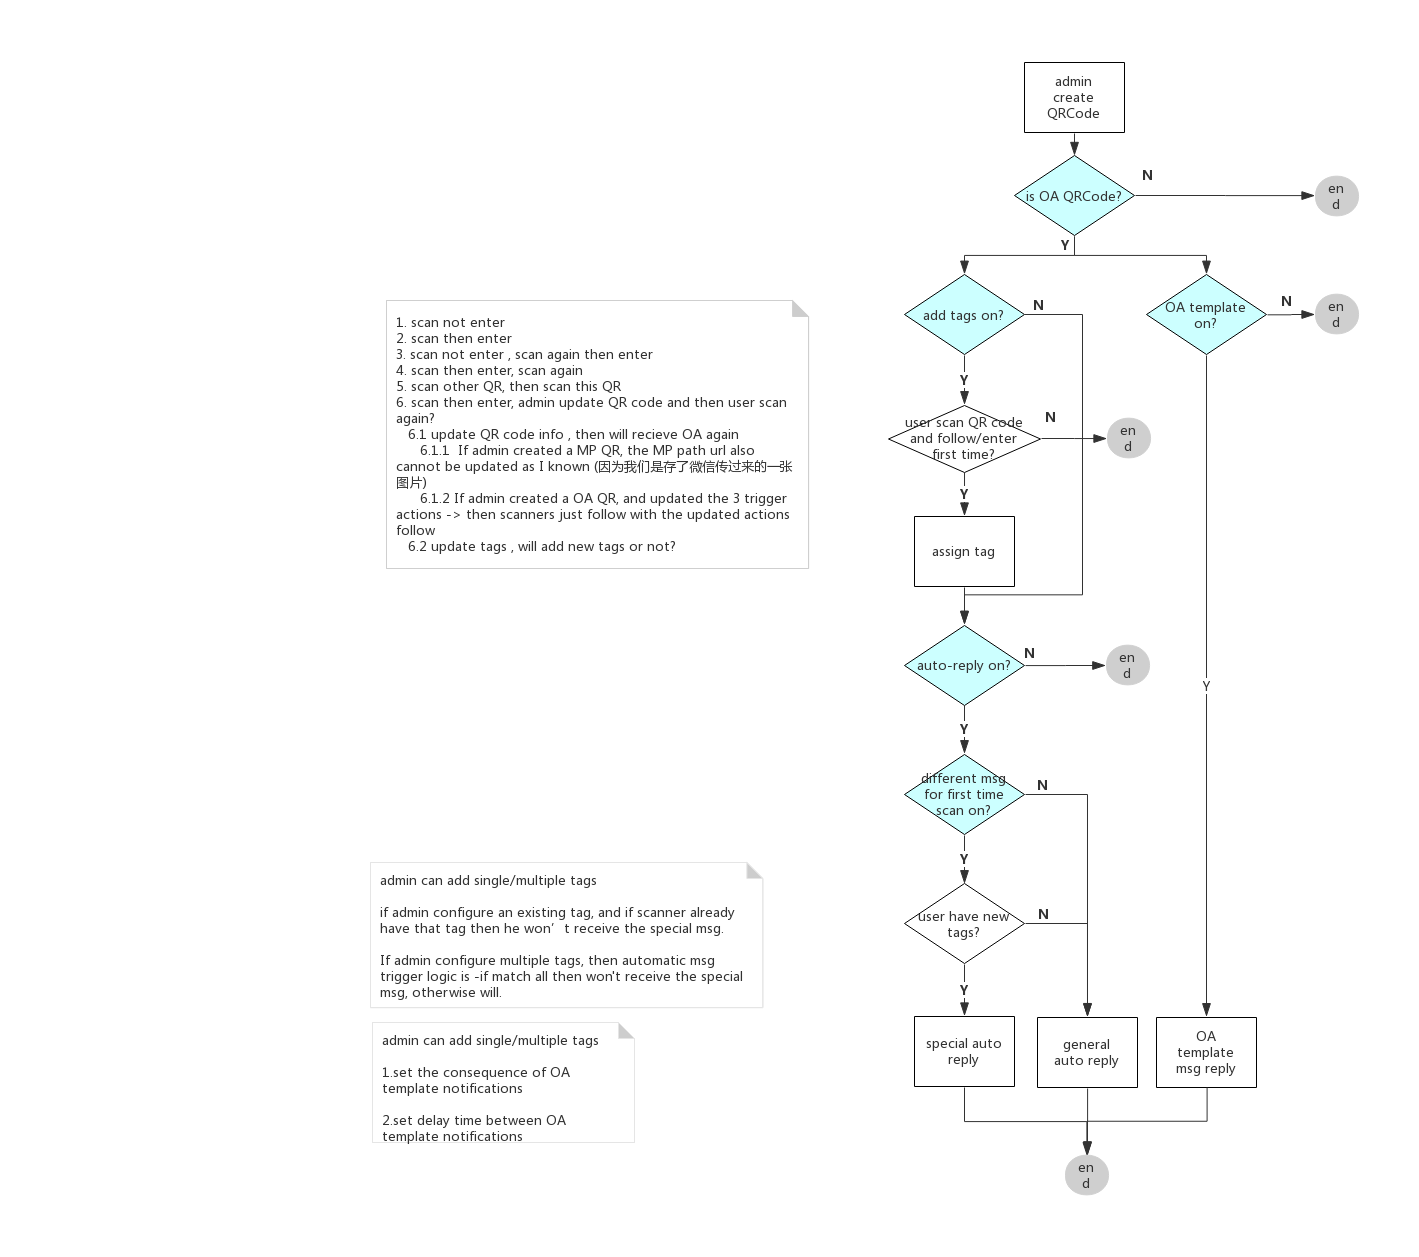 admin
create
QRCode
is OA QRCode?
N
en
d
Y
add tags on?
N
OA template
on?
N
en
d
1. scan not enter
2. scan then enter
3. scan not enter , scan again then enter
4. scan then enter, scan again
5. scan other QR, then scan this QR
6. scan then enter, admin update QR code and then user scan
again?
6.1 update QR code info , then will recieve OA again
6.1.1  If admin created a MP QR, the MP path url also
cannot be updated as I known (因为我们是存了微信传过来的一张
图片)
6.1.2 If admin created a OA QR, and updated the 3 trigger
actions -> then scanners just follow with the updated actions
follow
6.2 update tags , will add new tags or not?
Y
user scan QR code
and follow/enter
first time?
N
en
d
Y
assign tag
auto-reply on?
N
en
d
Y
Y
different msg
for first time
scan on?
N
Y
admin can add single/multiple tags
if admin configure an existing tag, and if scanner already
have that tag then he won’t receive the special msg.
If admin configure multiple tags, then automatic msg
trigger logic is -if match all then won't receive the special
msg, otherwise will.
user have new
tags?
N
Y
special auto
reply
general
auto reply
OA
template
msg reply
admin can add single/multiple tags
1.set the consequence of OA
template notifications
2.set delay time between OA
template notifications
en
d